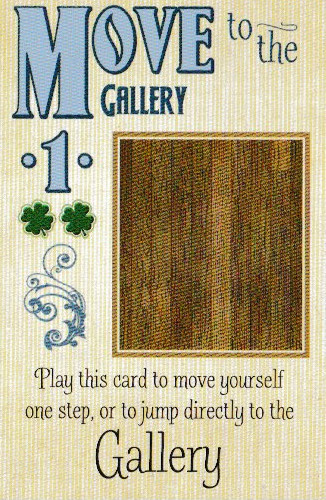 MOVE to the
GALLERY
·1·
Play this card to move yourself
one step, or to jump directly to the
Gallery